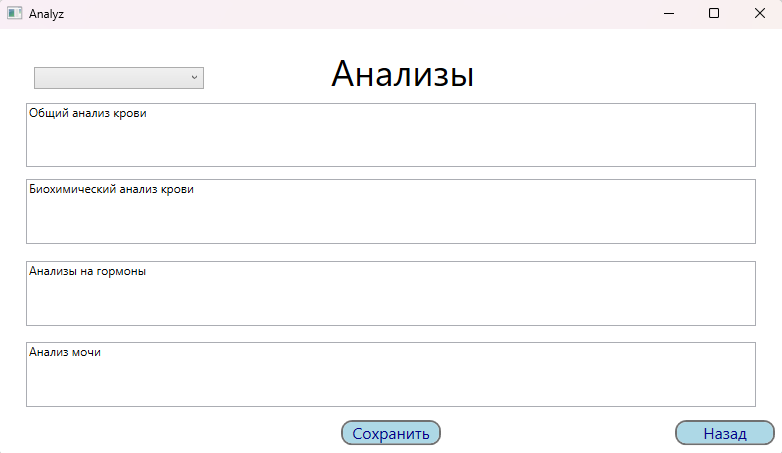 Analyz
Анализы
Общий анализ крови
Биохимический анализ крови
Анализы на гормоны
Анализ мочи
Сохранить
Назад